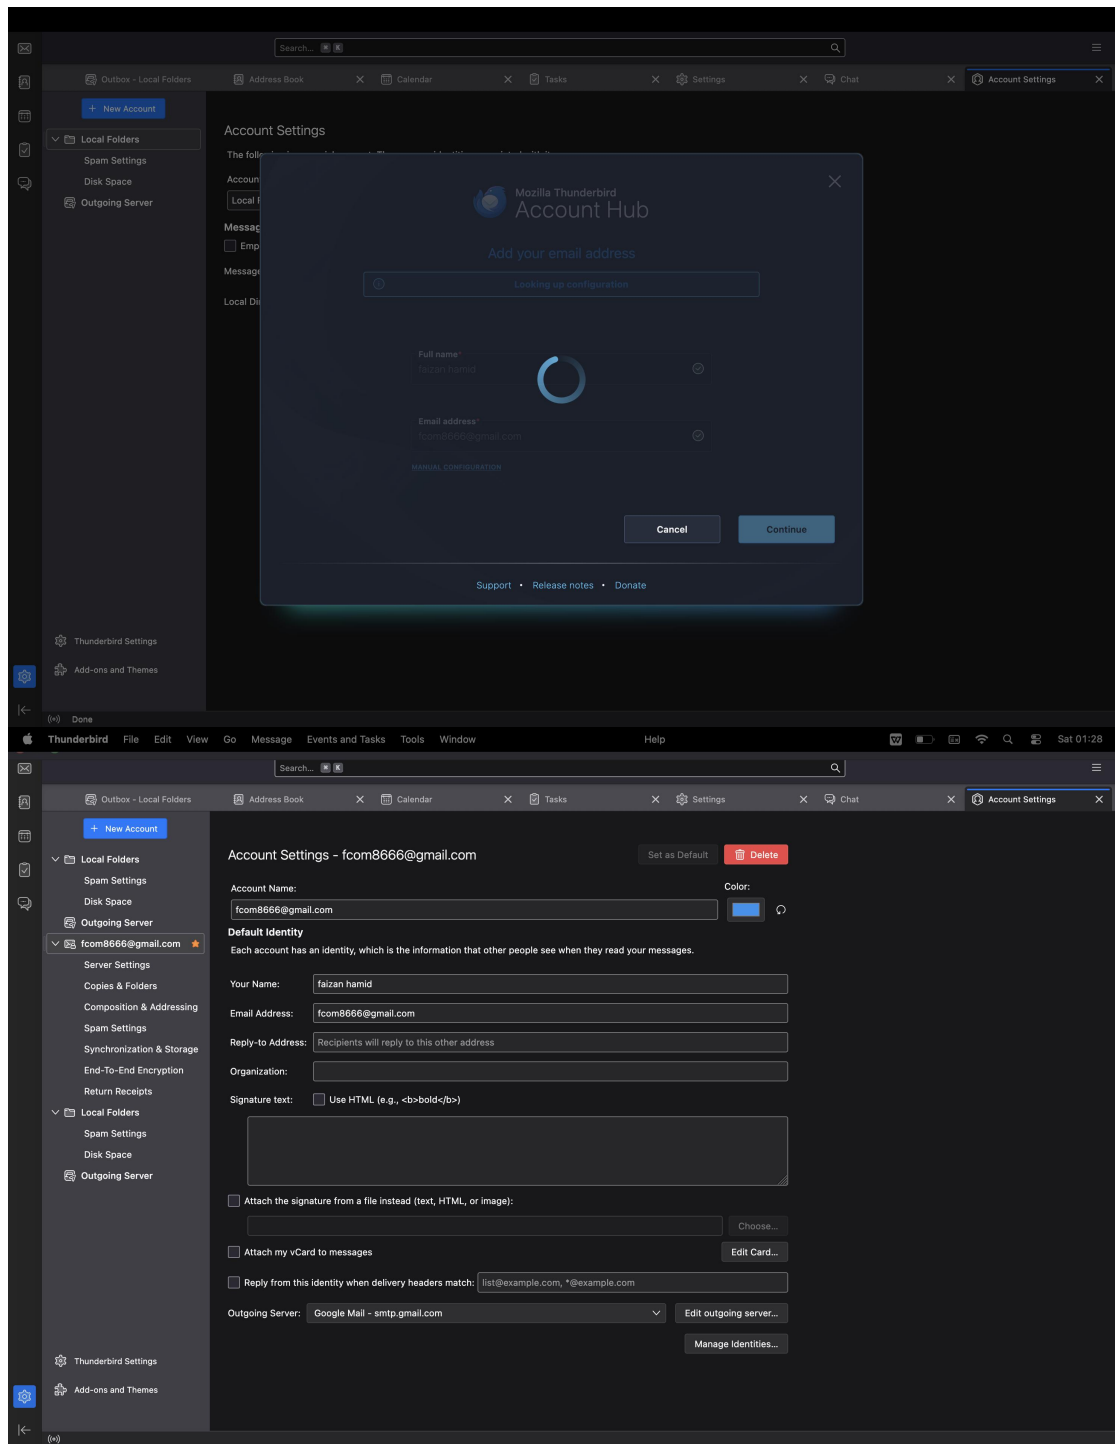 Search... ⌘ K
Outbox - Local Folders
Address Book
Calendar
Tasks
Settings
Chat
Account Settings
+ New Account
Local Folders
Spam Settings
Disk Space
Outgoing Server
Account Settings
Accoun
Local F
Messag
Emp
Message
Local Di
Mozilla Thunderbird
Account Hub
Add your email address
Looking up configuration
Full name*
faizan hamid
Email address*
fcom8666@gmail.com
MANUAL CONFIGURATION
Cancel
Continue
Support • Release notes • Donate
Thunderbird Settings
Add-ons and Themes
Done
Thunderbird File Edit View Go Message Events and Tasks Tools Window Help Sat 01:28
Search... ⌘ K
Outbox - Local Folders
Address Book
Calendar
Tasks
Settings
Chat
Account Settings
+ New Account
Local Folders
Spam Settings
Disk Space
Outgoing Server
fcom8666@gmail.com
Server Settings
Copies & Folders
Composition & Addressing
Spam Settings
Synchronization & Storage
End-To-End Encryption
Return Receipts
Local Folders
Spam Settings
Disk Space
Outgoing Server
Thunderbird Settings
Add-ons and Themes
Account Settings - fcom8666@gmail.com
Set as Default
Delete
Account Name:
Color:
fcom8666@gmail.com
Default Identity
Each account has an identity, which is the information that other people see when they read your messages.
Your Name: faizan hamid
Email Address: fcom8666@gmail.com
Reply-to Address: Recipients will reply to this other address
Organization:
Signature text: Use HTML (e.g., <b>bold</b>)
Attach the signature from a file instead (text, HTML, or image):
Choose...
Attach my vCard to messages
Edit Card...
Reply from this identity when delivery headers match: list@example.com, *@example.com
Outgoing Server: Google Mail - smtp.gmail.com
Edit outgoing server...
Manage Identities...